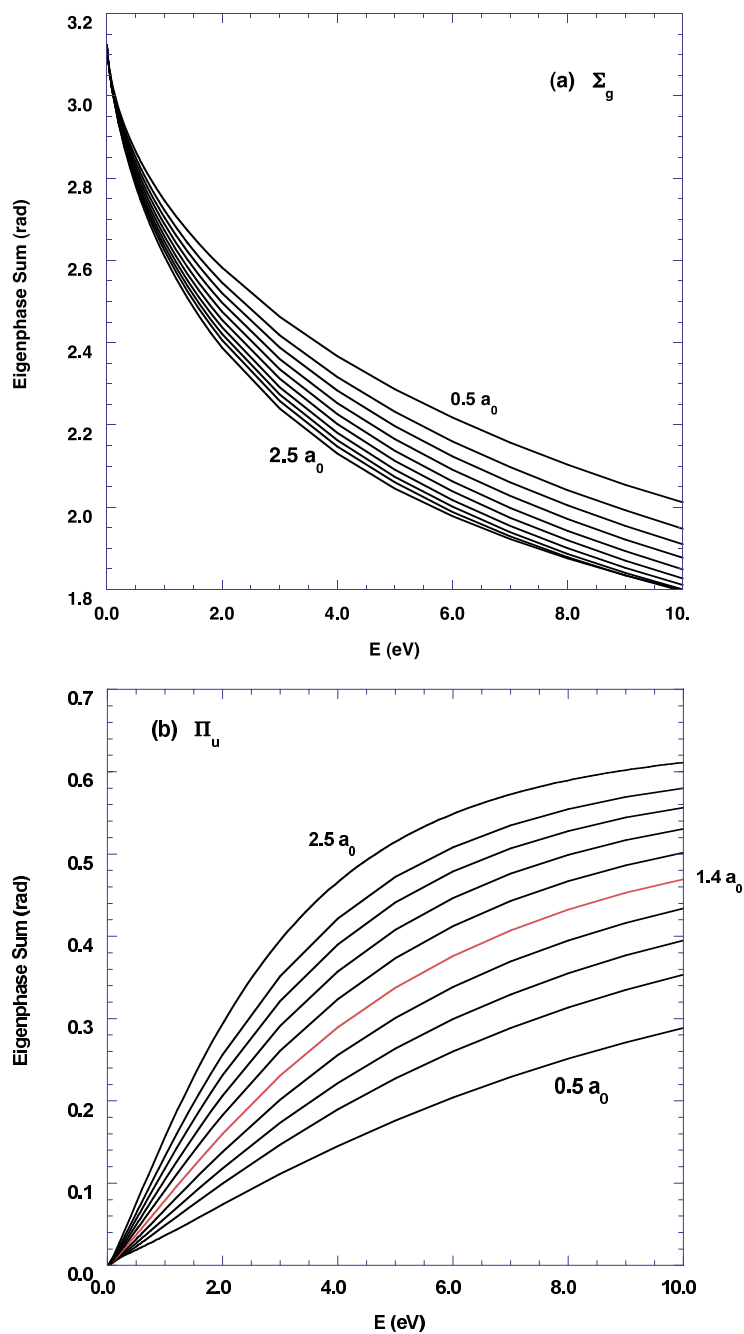 3.2
(a) Σg
3.0
2.8
Eigenphase Sum (rad)
2.6
2.4
0.5 a0
2.2
2.5 a0
2.0
1.8
0.0 2.0 4.0 6.0 8.0 10.
E (eV)
0.7
(b) Πu
0.6
2.5 a0
0.5
1.4 a0
Eigenphase Sum (rad)
0.4
0.3
0.2
0.5 a0
0.1
0.0
0.0 2.0 4.0 6.0 8.0 10.0
E (eV)